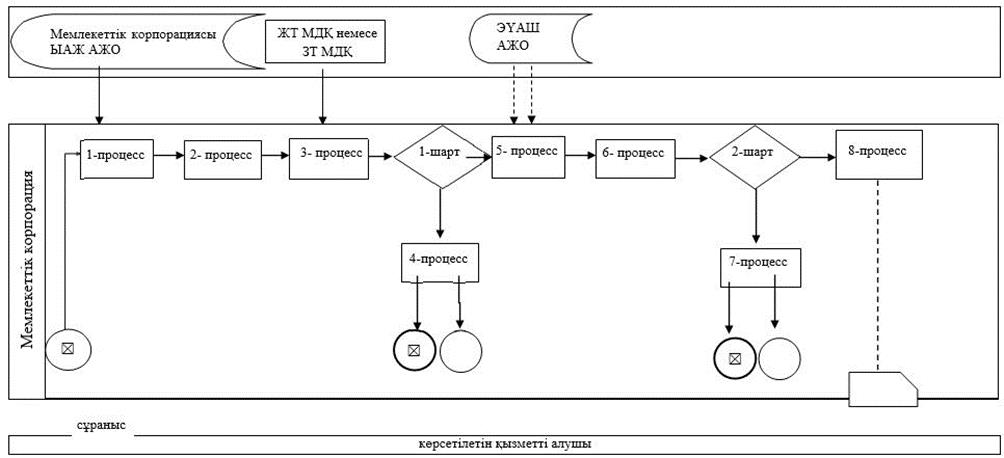 Мемлекеттік корпорациясы
ЫАЖ АЖО
ЖТ МДҚ немесе
ЗТ МДҚ
ЭҮАШ
АЖО
Мемлекеттік корпорация
1-процесс
2- процесс
3- процесс
1-шарт
5- процесс
6- процесс
2-шарт
8-процесс
4-процесс
7-процесс
сұраныс
көрсетілетін қызметті алушы